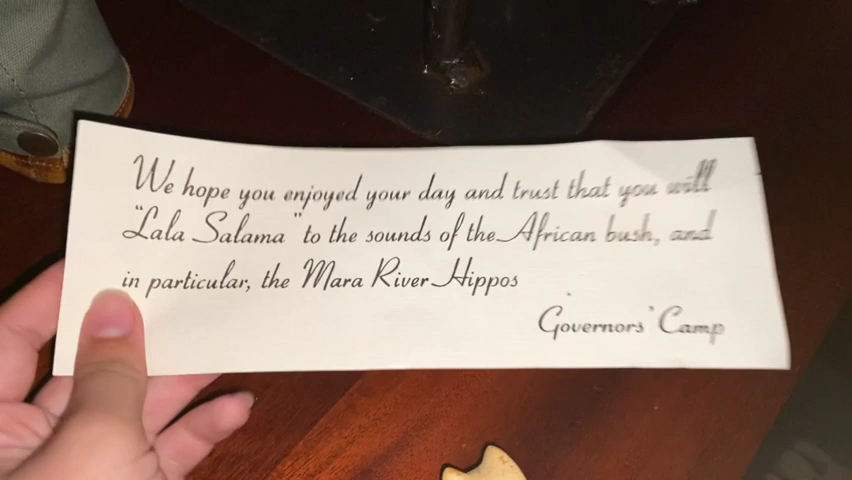 We hope you enjoyed your day and trust that you will
"Lala Salama" to the sounds of the African bush, and
in particular, the Mara River Hippos
Governors' Camp